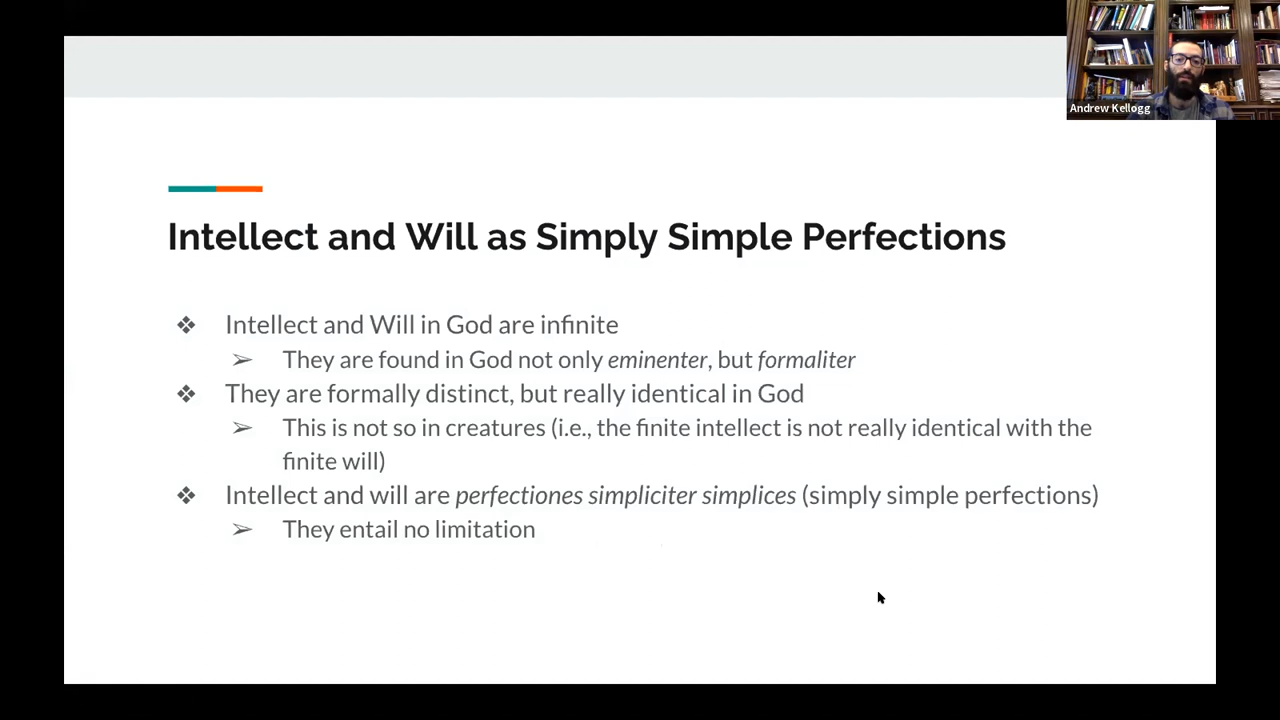 Andrew Kellogg
Intellect and Will as Simply Simple Perfections
❖ Intellect and Will in God are infinite
➢ They are found in God not only eminenter, but formaliter
❖ They are formally distinct, but really identical in God
➢ This is not so in creatures (i.e., the finite intellect is not really identical with the
finite will)
❖ Intellect and will are perfectiones simpliciter simplices (simply simple perfections)
➢ They entail no limitation